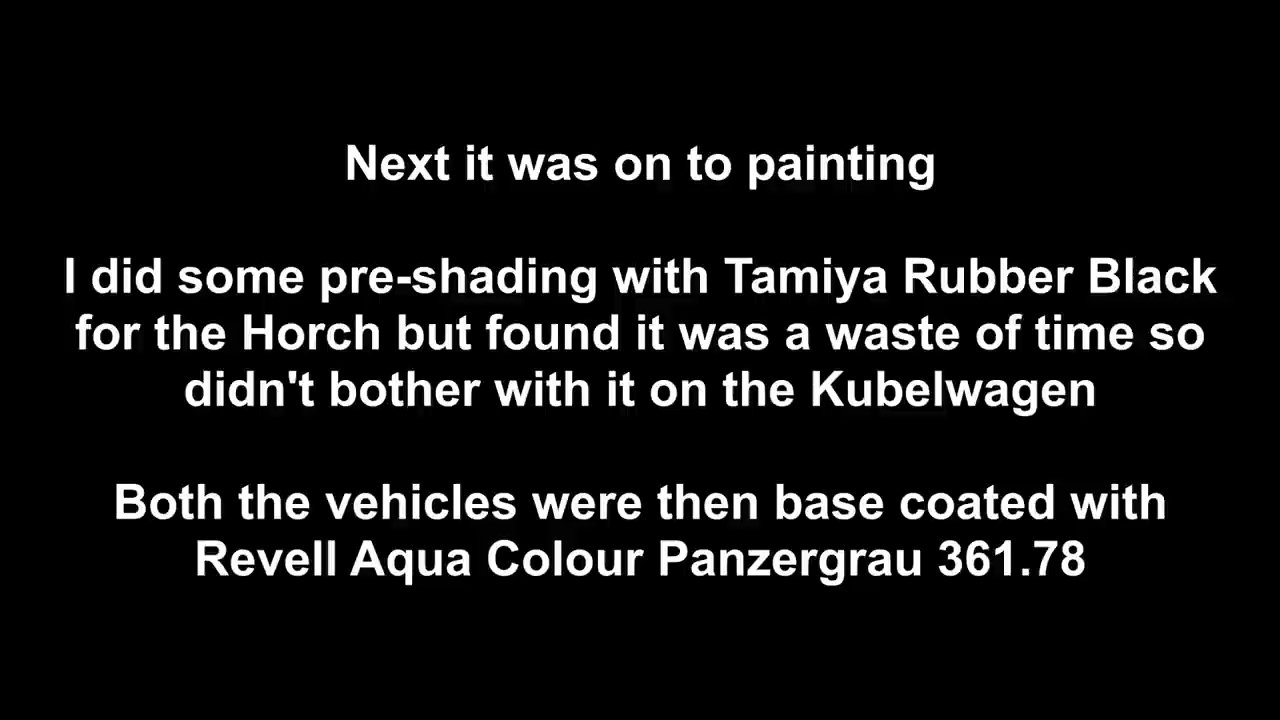 Next it was on to painting
I did some pre-shading with Tamiya Rubber Black
for the Horch but found it was a waste of time so
didn't bother with it on the Kubelwagen
Both the vehicles were then base coated with
Revell Aqua Colour Panzergrau 361.78